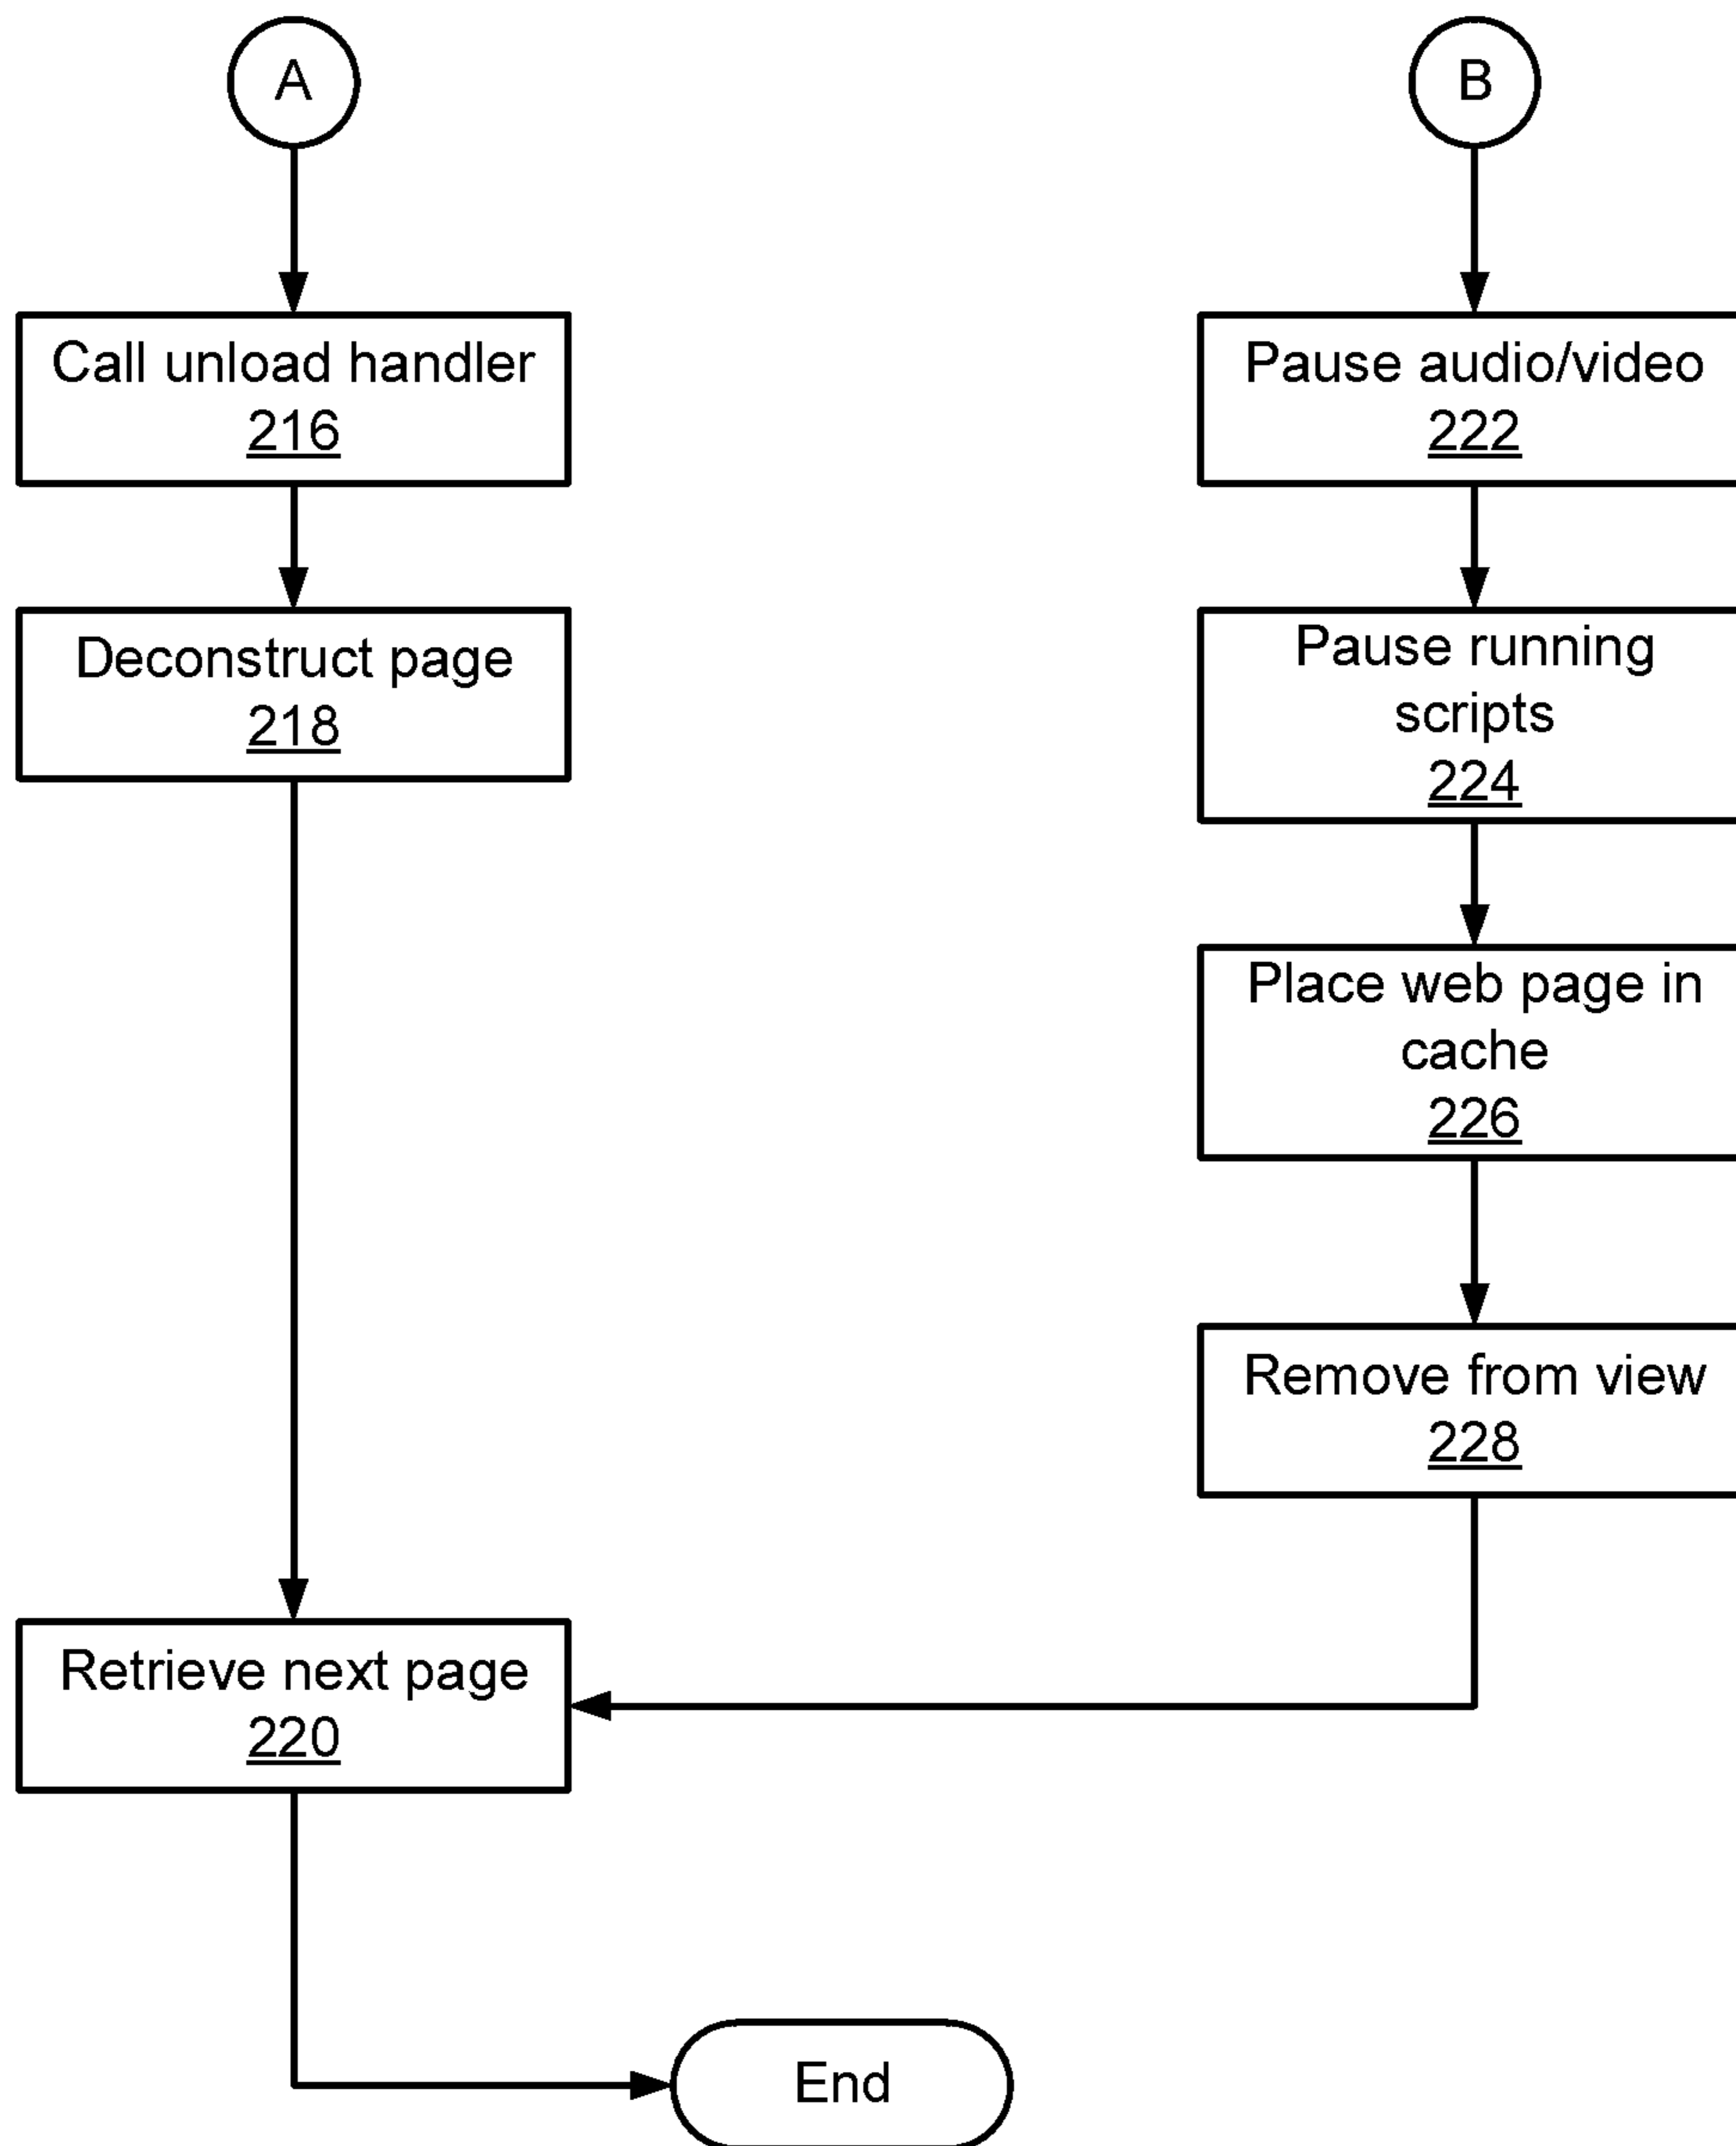 A
Call unload handler
216
Deconstruct page
218
Retrieve next page
220
B
Pause audio/video
222
Pause running
scripts
224
Place web page in
cache
226
Remove from view
228
End